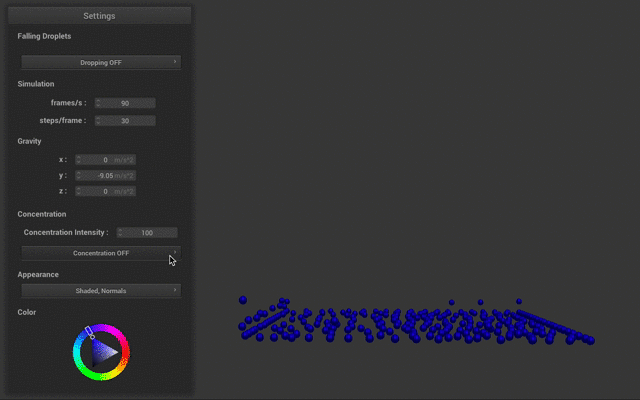 Settings
Falling Droplets
Dropping OFF
Simulation
frames/s : 90
steps/frame : 30
Gravity
x : 0 m/s^2
y : -9.05 m/s^2
z : 0 m/s^2
Concentration
Concentration Intensity : 100
Concentration OFF
Appearance
Shaded, Normals
Color